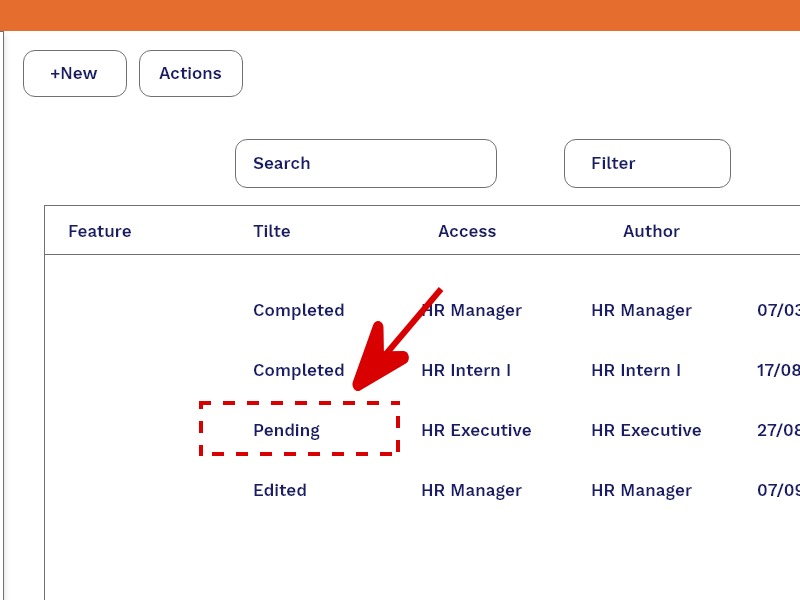 +New Actions
Search Filter
Feature Tilte Access Author
Completed HR Manager HR Manager 07/03
Completed HR Intern I HR Intern I 17/08
Pending HR Executive HR Executive 27/08
Edited HR Manager HR Manager 07/09